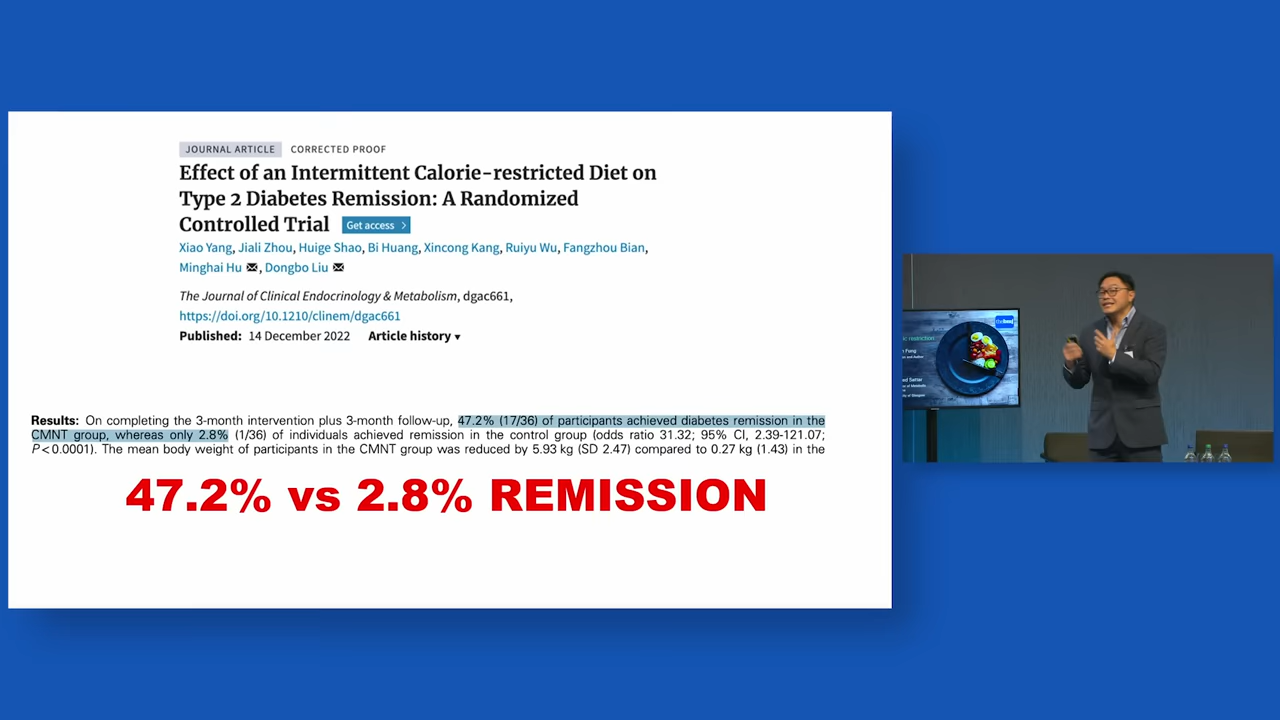 JOURNAL ARTICLE CORRECTED PROOF
Effect of an Intermittent Calorie-restricted Diet on
Type 2 Diabetes Remission: A Randomized
Controlled Trial Get access >
Xiao Yang, Jiali Zhou, Huige Shao, Bi Huang, Xincong Kang, Ruiyu Wu, Fangzhou Bian,
Minghai Hu, Dongbo Liu
The Journal of Clinical Endocrinology & Metabolism, dgac661,
https://doi.org/10.1210/clinem/dgac661
Published: 14 December 2022 Article history
Results: On completing the 3-month intervention plus 3-month follow-up, 47.2% (17/36) of participants achieved diabetes remission in the
CMNT group, whereas only 2.8% (1/36) of individuals achieved remission in the control group (odds ratio 31.32; 95% CI, 2.39-121.07;
P<0.0001). The mean body weight of participants in the CMNT group was reduced by 5.93 kg (SD 2.47) compared to 0.27 kg (1.43) in the
47.2% vs 2.8% REMISSION
restriction
Fung
and Author